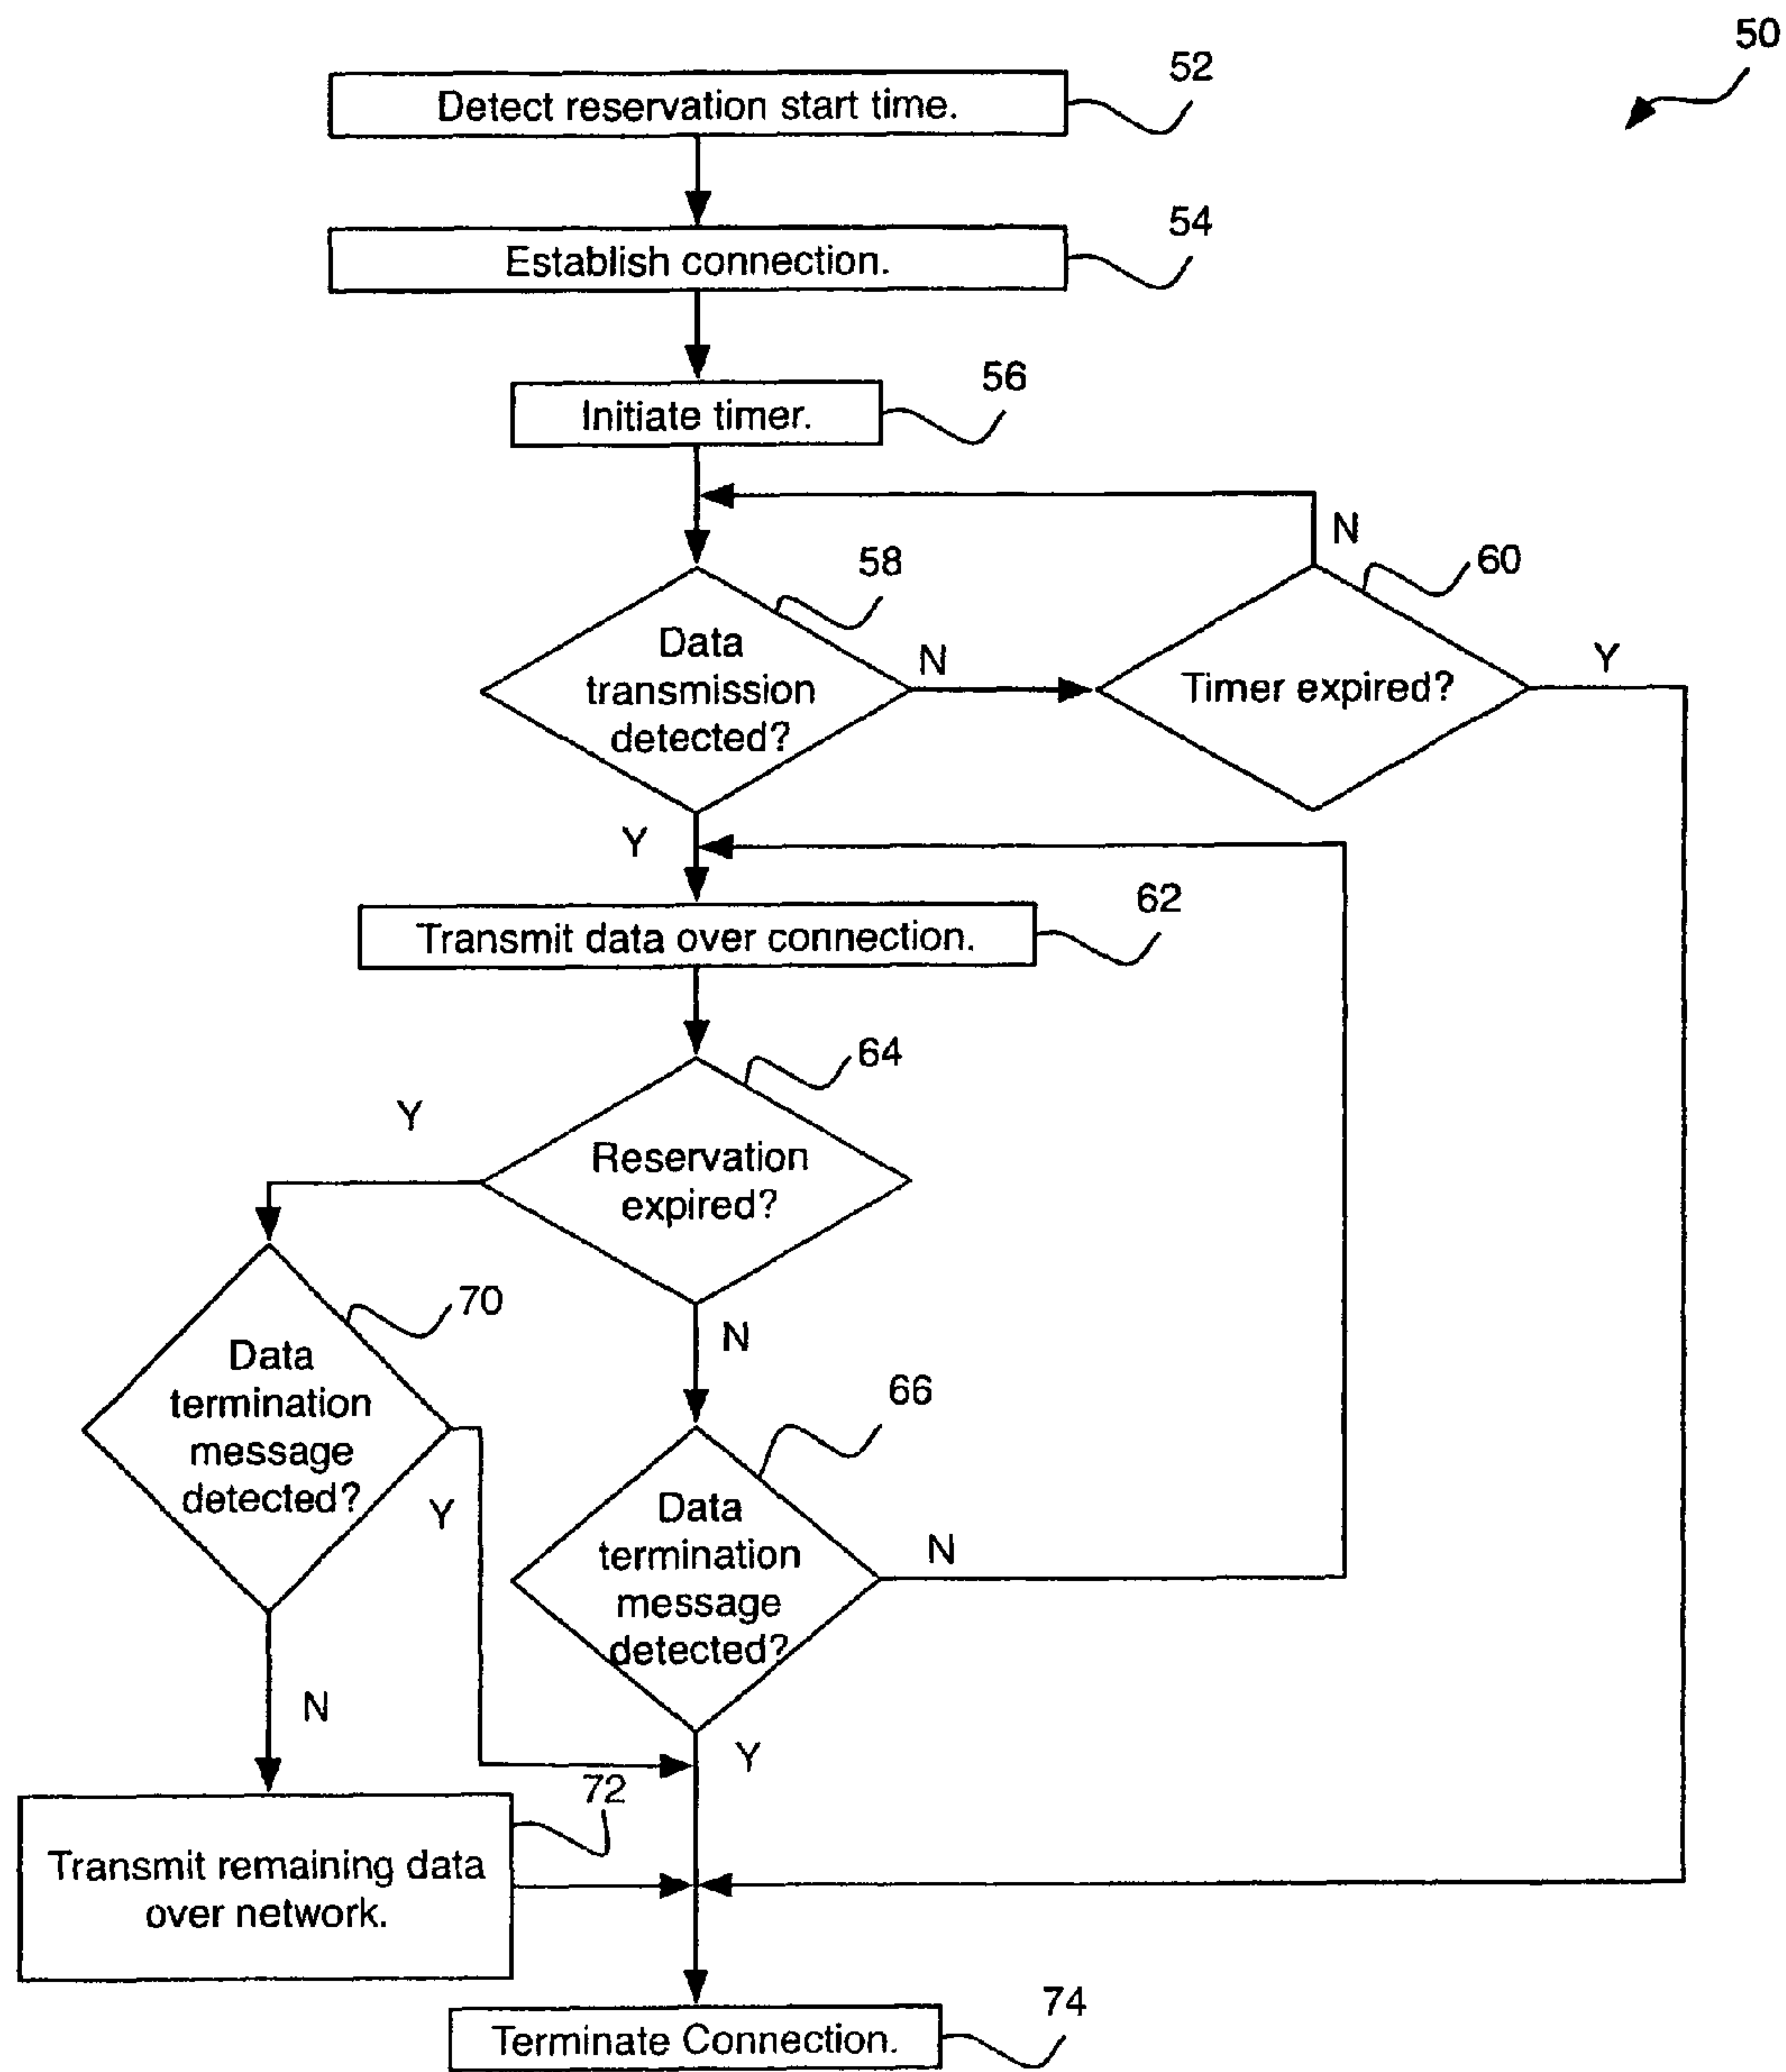 50
52
Detect reservation start time.
54
Establish connection.
56
Initiate timer.
N
58
60
Data
transmission
detected?
N
Timer expired?
Y
Y
62
Transmit data over connection.
64
Y
Reservation
expired?
70
N
Data
termination
message
detected?
66
Y
Data
termination
message
detected?
N
N
Y
72
Transmit remaining data
over network.
74
Terminate Connection.